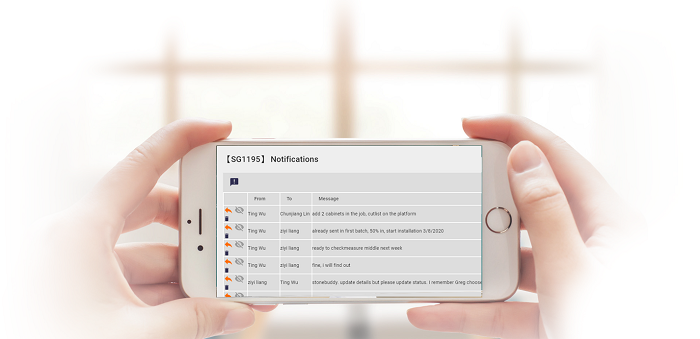 【SG1195】 Notifications
From To Message
Ting Wu Chunjiang Lin add 2 cabinets in the job, cutlist on the platform
Ting Wu ziyi liang already sent in first batch, 50% in, start installation 3/8/2020
Ting Wu ziyi liang ready to checkmeasure middle next week
Ting Wu ziyi liang fine, i will find out
ziyi liang Ting Wu stonebuddy. update details but please update status. I remember Greg choose